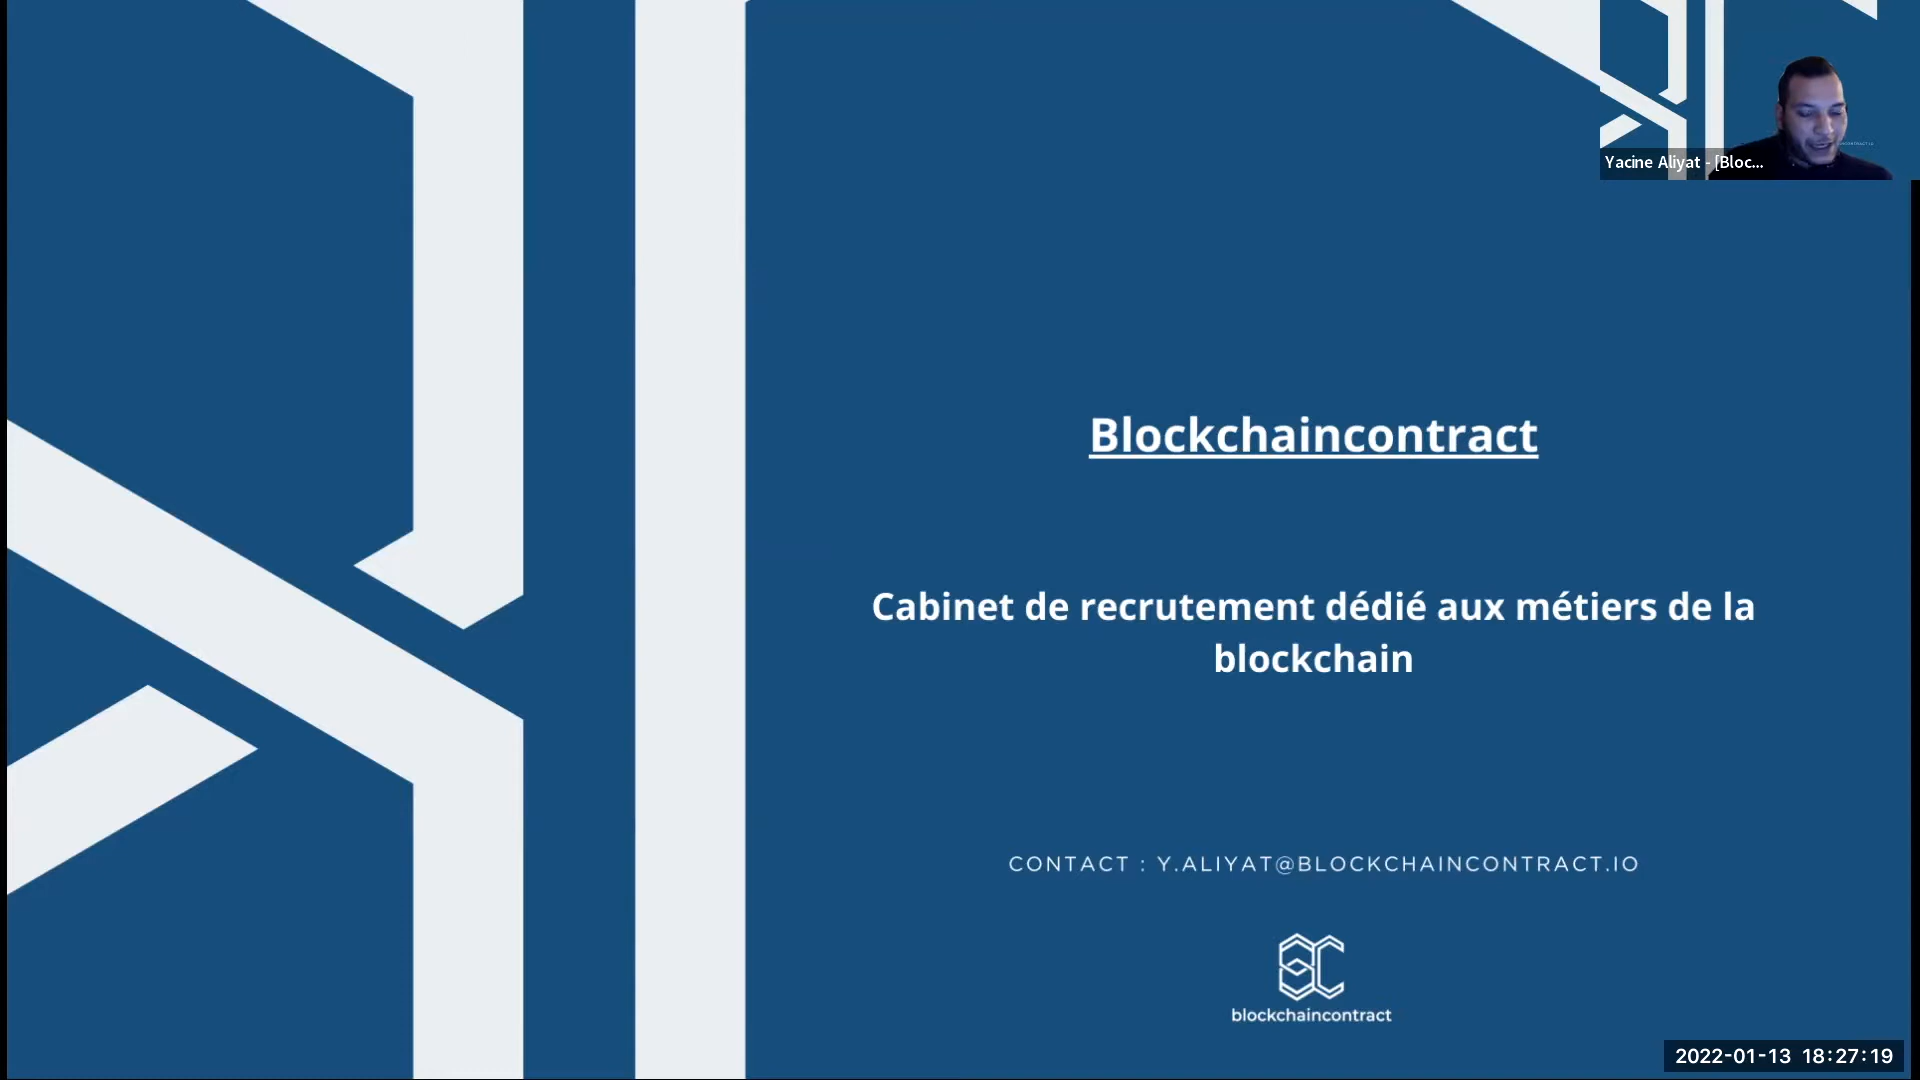 Yacine Aliyat - [Bloc...
Blockchaincontract
Cabinet de recrutement dédié aux métiers de la
blockchain
CONTACT : Y.ALIYAT@BLOCKCHAINCONTRACT.IO
blockchaincontract
2022-01-13 18:27:19